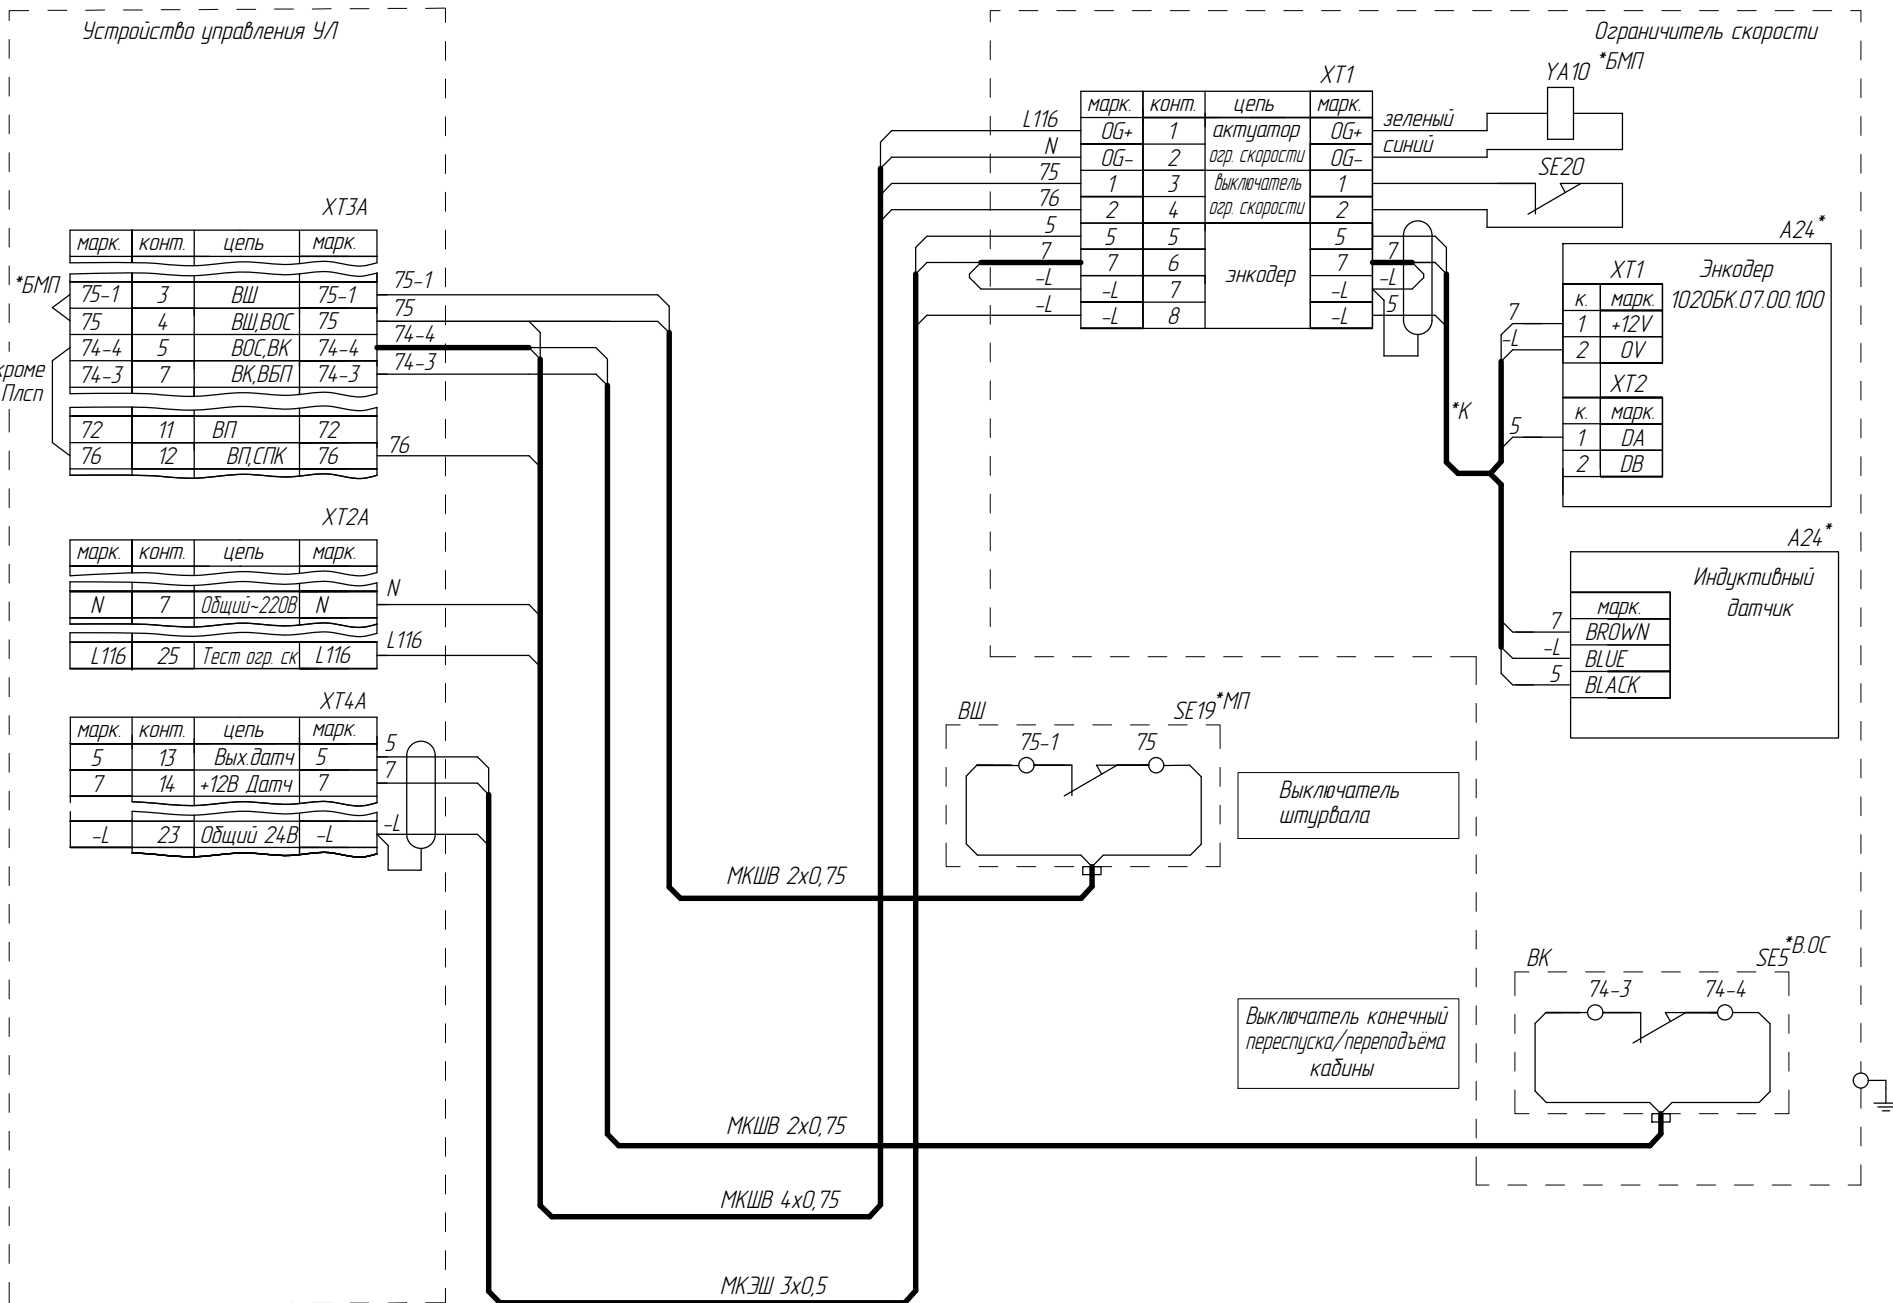 Устройство управления УЛ
ХТ3А
марк. конт. цепь марк.
*БМП
75-1 3 ВШ 75-1 75-1
75 4 ВШ,ВОС 75 75
74-4 5 ВОС,ВК 74-4 74-4
74-3 7 ВК,ВБП 74-3 74-3
кроме
Плсп
72 11 ВП 72
76 12 ВП,СПК 76 76
ХТ2А
марк. конт. цепь марк.
N 7 Общий~220В N N
L116 25 Тест огр. ск L116 L116
ХТ4А
марк. конт. цепь марк.
5 13 Вых.датч 5 5
7 14 +12В Датч 7 7
-L 23 Общий 24В -L -L
Ограничитель скорости
*БМП
YA10
ХТ1
марк. конт. цепь марк.
L116 OG+ 1 актуатор OG+ зеленый
N OG- 2 огр. скорости OG- синий
75 1 3 выключатель 1
76 2 4 огр. скорости 2
SE20
5 5 5 5
7 7 6 энкодер 7 7
-L -L 7 -L -L
-L -L 8 -L 5
*К
А24*
ХТ1 Энкодер
к. марк. 1020БК.07.00.100
7 1 +12V
-L 2 0V
ХТ2
к. марк.
5 1 DA
2 DB
А24*
Индуктивный
датчик
марк.
7 BROWN
-L BLUE
5 BLACK
ВШ SE19*МП
75-1 75
Выключатель
штурвала
МКШВ 2х0,75
ВК SE5*В.ОС
74-3 74-4
Выключатель конечный
переспуска/переподъёма
кабины
МКШВ 2х0,75
МКШВ 4х0,75
МКЭШ 3х0,5